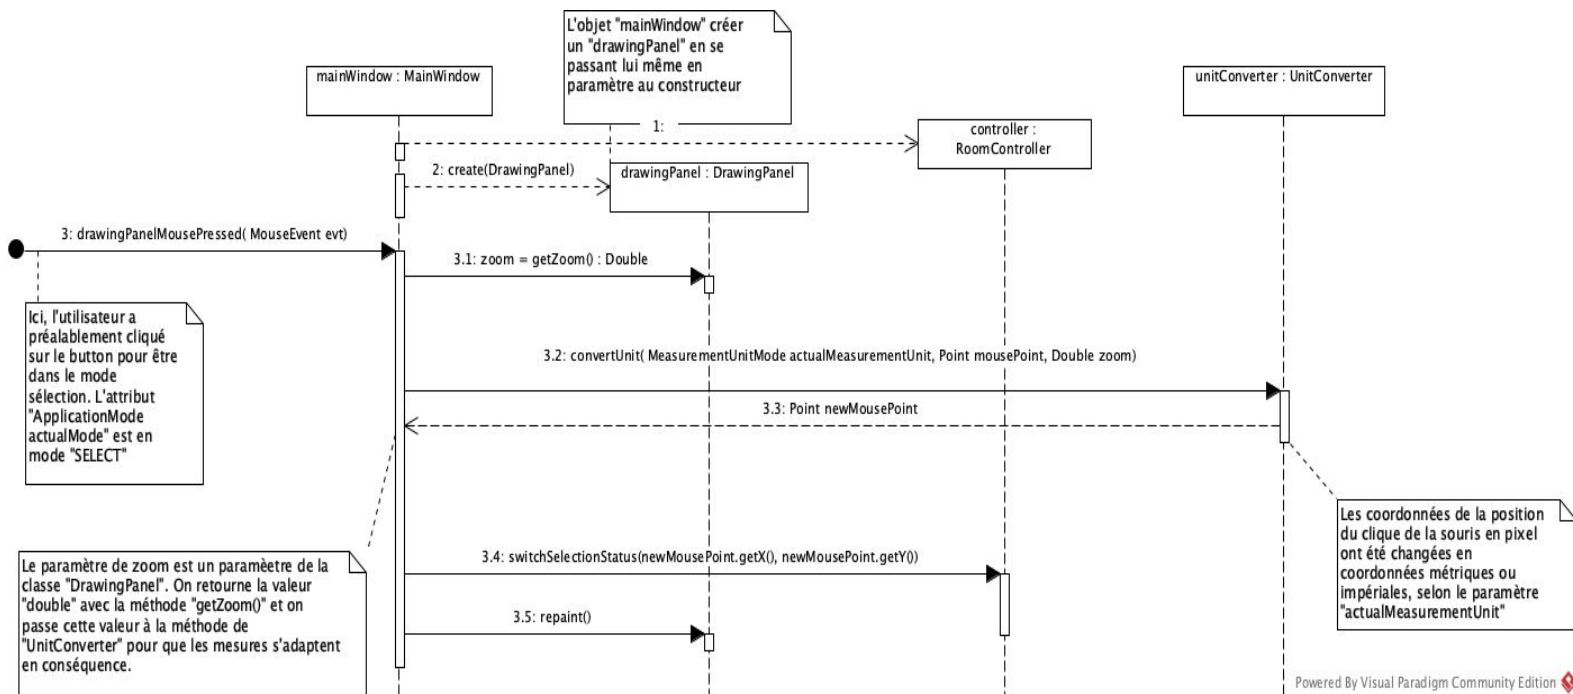 L'objet "mainWindow" créer
un "drawingPanel" en se
passant lui même en
paramètre au constructeur
mainWindow : MainWindow
unitConverter : UnitConverter
1:
controller :
RoomController
2: create(DrawingPanel)
drawingPanel : DrawingPanel
3: drawingPanelMousePressed( MouseEvent evt)
3.1: zoom = getZoom() : Double
Ici, l'utilisateur a
préalablement cliqué
sur le button pour être
dans le mode
sélection. L'attribut
"ApplicationMode
actualMode" est en
mode "SELECT"
3.2: convertUnit( MeasurementUnitMode actualMeasurementUnit, Point mousePoint, Double zoom)
3.3: Point newMousePoint
Les coordonnées de la position
du clique de la souris en pixel
ont été changées en
coordonnées métriques ou
impériales, selon le paramètre
"actualMeasurementUnit"
3.4: switchSelectionStatus(newMousePoint.getX(), newMousePoint.getY())
Le paramètre de zoom est un paramèetre de la
classe "DrawingPanel". On retourne la valeur
"double" avec la méthode "getZoom()" et on
passe cette valeur à la méthode de
"UnitConverter" pour que les mesures s'adaptent
en conséquence.
3.5: repaint()
Powered By Visual Paradigm Community Edition